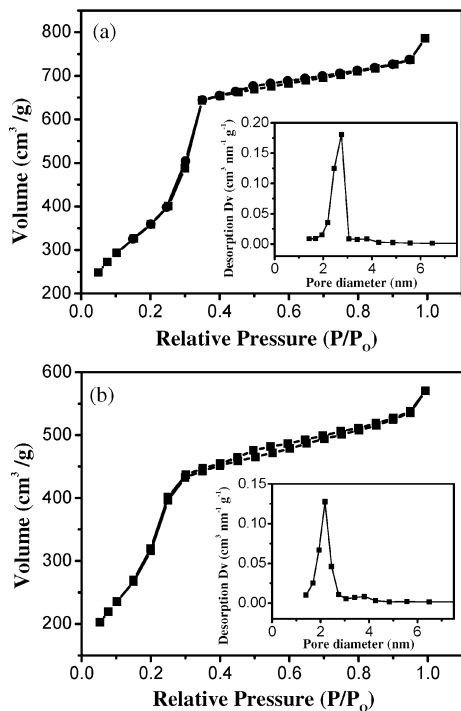 (a)
800
700
600
500
400
300
200
Volume (cm³/g)
0.0 0.2 0.4 0.6 0.8 1.0
Relative Pressure (P/P₀)
0.20
0.15
0.10
0.05
0.00
Desorption Dv (cm³ nm⁻¹ g⁻¹)
0 2 4 6
Pore diameter (nm)
(b)
600
500
400
300
200
Volume (cm³/g)
0.0 0.2 0.4 0.6 0.8 1.0
Relative Pressure (P/P₀)
0.15
0.10
0.05
0.00
Desorption Dv (cm³ nm⁻¹ g⁻¹)
0 2 4 6
Pore diameter (nm)